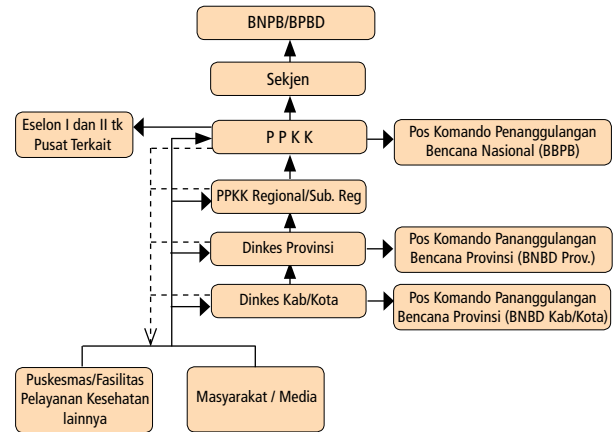 BNPB/BPBD
Sekjen
Eselon I dan II tk
Pusat Terkait
P P K K
Pos Komando Penanggulangan
Bencana Nasional (BBPB)
PPKK Regional/Sub. Reg
Dinkes Provinsi
Pos Komando Pananggulangan
Bencana Provinsi (BNBD Prov.)
Dinkes Kab/Kota
Pos Komando Pananggulangan
Bencana Provinsi (BNBD Kab/Kota)
Puskesmas/Fasilitas
Pelayanan Kesehatan
lainnya
Masyarakat / Media